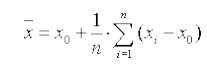 x̄ = x₀ + 1/n · ∑ᵢ₌₁ⁿ (xᵢ − x₀)